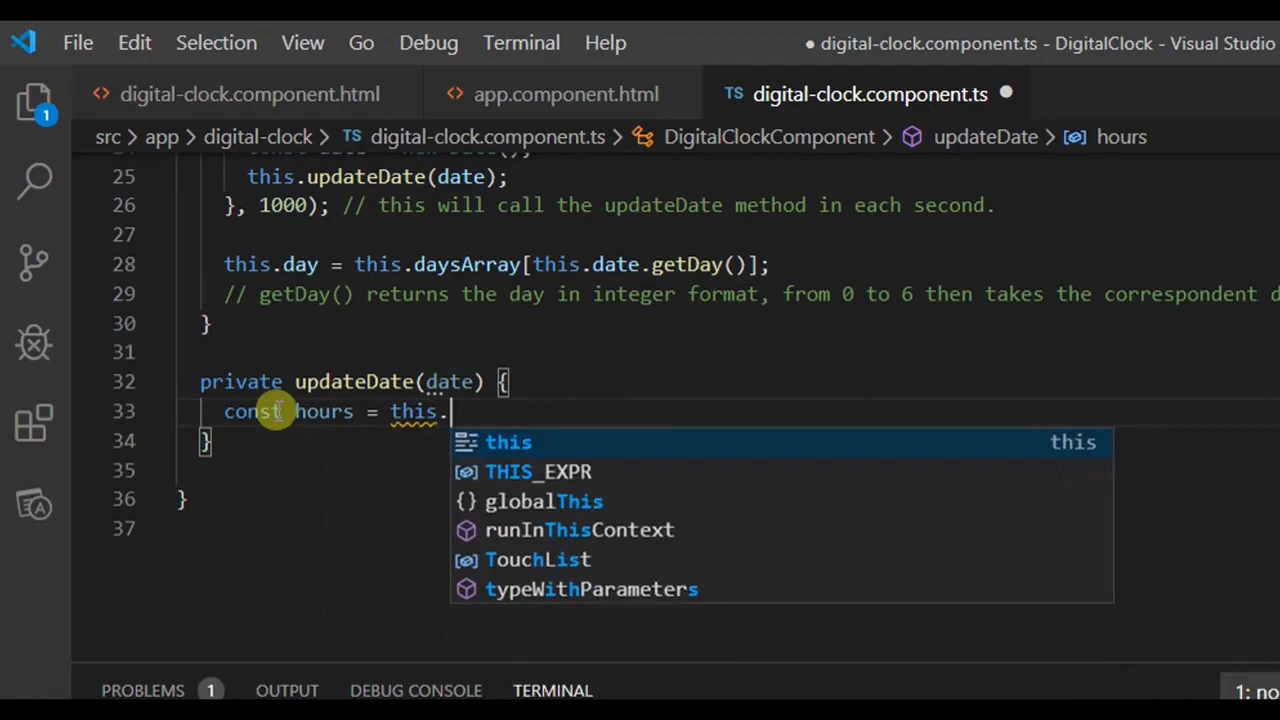 File Edit Selection View Go Debug Terminal Help ● digital-clock.component.ts - DigitalClock - Visual Studio
<> digital-clock.component.html <> app.component.html TS digital-clock.component.ts ●
src > app > digital-clock > TS digital-clock.component.ts > DigitalClockComponent > updateDate > hours
1
25 this.updateDate(date);
26 }, 1000); // this will call the updateDate method in each second.
27
28 this.day = this.daysArray[this.date.getDay()];
29 // getDay() returns the day in integer format, from 0 to 6 then takes the correspondent d
30 }
31
32 private updateDate(date) {
33 const hours = this.
34 }
this this
THIS_EXPR
35
36 }
{} globalThis
37
runInThisContext
TouchList
typeWithParameters
PROBLEMS 1 OUTPUT DEBUG CONSOLE TERMINAL 1: no